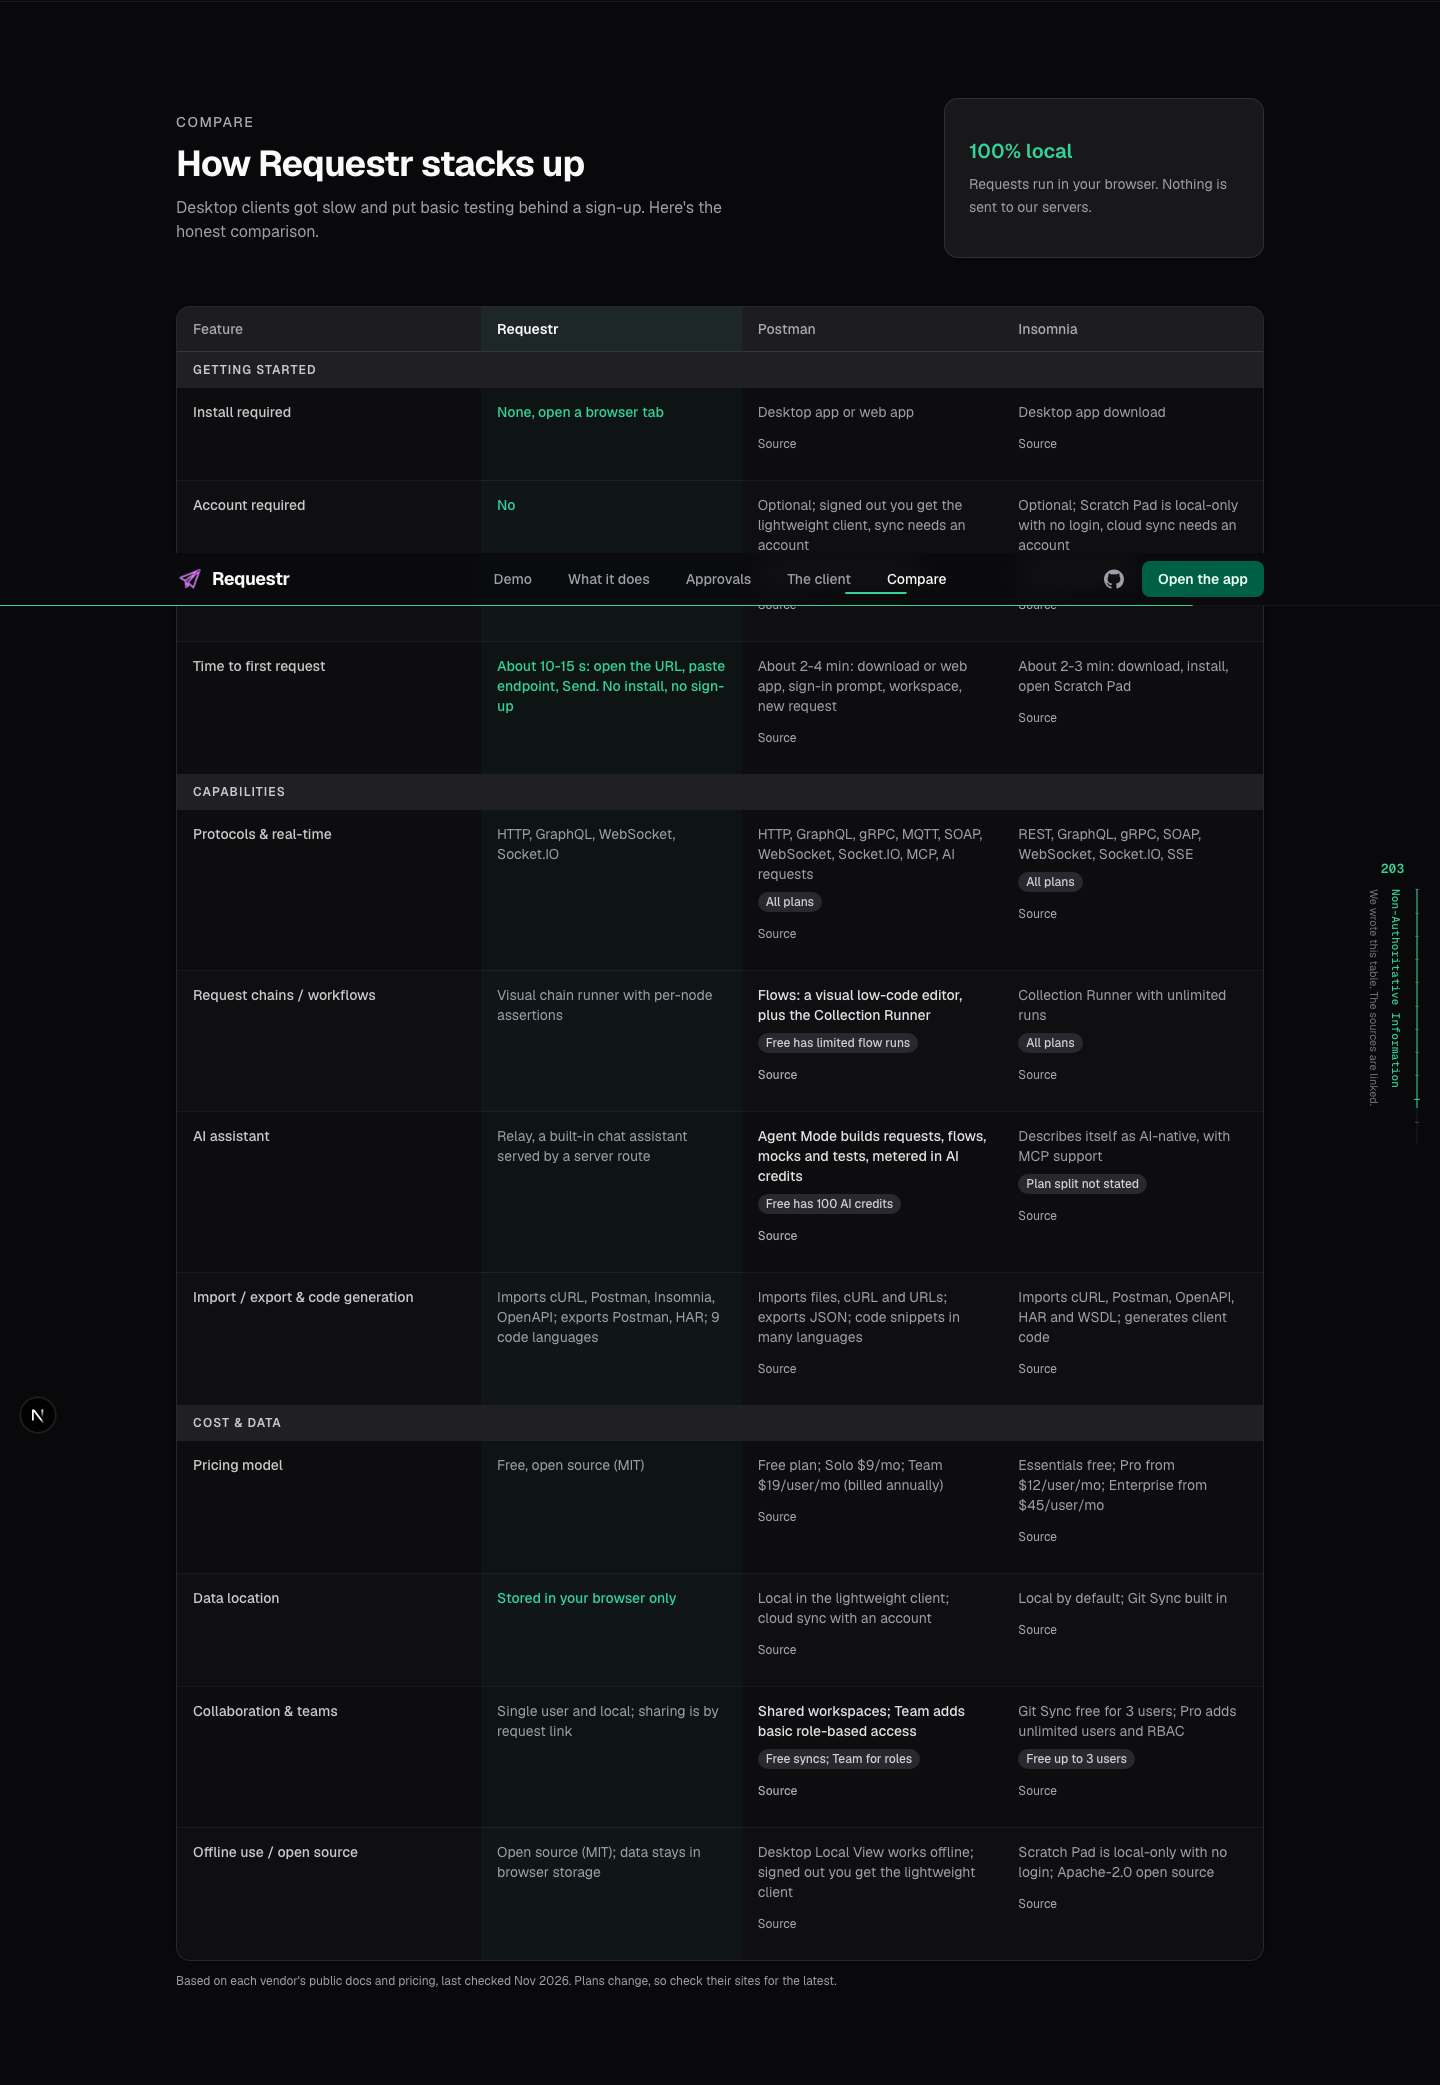 COMPARE
How Requestr stacks up
Desktop clients got slow and put basic testing behind a sign-up. Here's the
honest comparison.
100% local
Requests run in your browser. Nothing is
sent to our servers.
Feature
Requestr
Postman
Insomnia
GETTING STARTED
Install required
None, open a browser tab
Desktop app or web app
Source
Desktop app download
Source
Account required
No
Optional; signed out you get the
lightweight client, sync needs an
account
Optional; Scratch Pad is local-only
with no login, cloud sync needs an
account
Requestr
Demo
What it does
Approvals
The client
Compare
Open the app
Source
Source
Time to first request
About 10-15 s: open the URL, paste
endpoint, Send. No install, no sign-
up
About 2-4 min: download or web
app, sign-in prompt, workspace,
new request
Source
About 2-3 min: download, install,
open Scratch Pad
Source
CAPABILITIES
Protocols & real-time
HTTP, GraphQL, WebSocket,
Socket.IO
HTTP, GraphQL, gRPC, MQTT, SOAP,
WebSocket, Socket.IO, MCP, AI
requests
All plans
Source
REST, GraphQL, gRPC, SOAP,
WebSocket, Socket.IO, SSE
All plans
Source
203
Non-Authoritative Information
We wrote this table. The sources are linked.
Request chains / workflows
Visual chain runner with per-node
assertions
Flows: a visual low-code editor,
plus the Collection Runner
Free has limited flow runs
Source
Collection Runner with unlimited
runs
All plans
Source
AI assistant
Relay, a built-in chat assistant
served by a server route
Agent Mode builds requests, flows,
mocks and tests, metered in AI
credits
Free has 100 AI credits
Source
Describes itself as AI-native, with
MCP support
Plan split not stated
Source
Import / export & code generation
Imports cURL, Postman, Insomnia,
OpenAPI; exports Postman, HAR; 9
code languages
Imports files, cURL and URLs;
exports JSON; code snippets in
many languages
Source
Imports cURL, Postman, OpenAPI,
HAR and WSDL; generates client
code
Source
COST & DATA
Pricing model
Free, open source (MIT)
Free plan; Solo $9/mo; Team
$19/user/mo (billed annually)
Source
Essentials free; Pro from
$12/user/mo; Enterprise from
$45/user/mo
Source
Data location
Stored in your browser only
Local in the lightweight client;
cloud sync with an account
Source
Local by default; Git Sync built in
Source
Collaboration & teams
Single user and local; sharing is by
request link
Shared workspaces; Team adds
basic role-based access
Free syncs; Team for roles
Source
Git Sync free for 3 users; Pro adds
unlimited users and RBAC
Free up to 3 users
Source
Offline use / open source
Open source (MIT); data stays in
browser storage
Desktop Local View works offline;
signed out you get the lightweight
client
Source
Scratch Pad is local-only with no
login; Apache-2.0 open source
Source
Based on each vendor's public docs and pricing, last checked Nov 2026. Plans change, so check their sites for the latest.